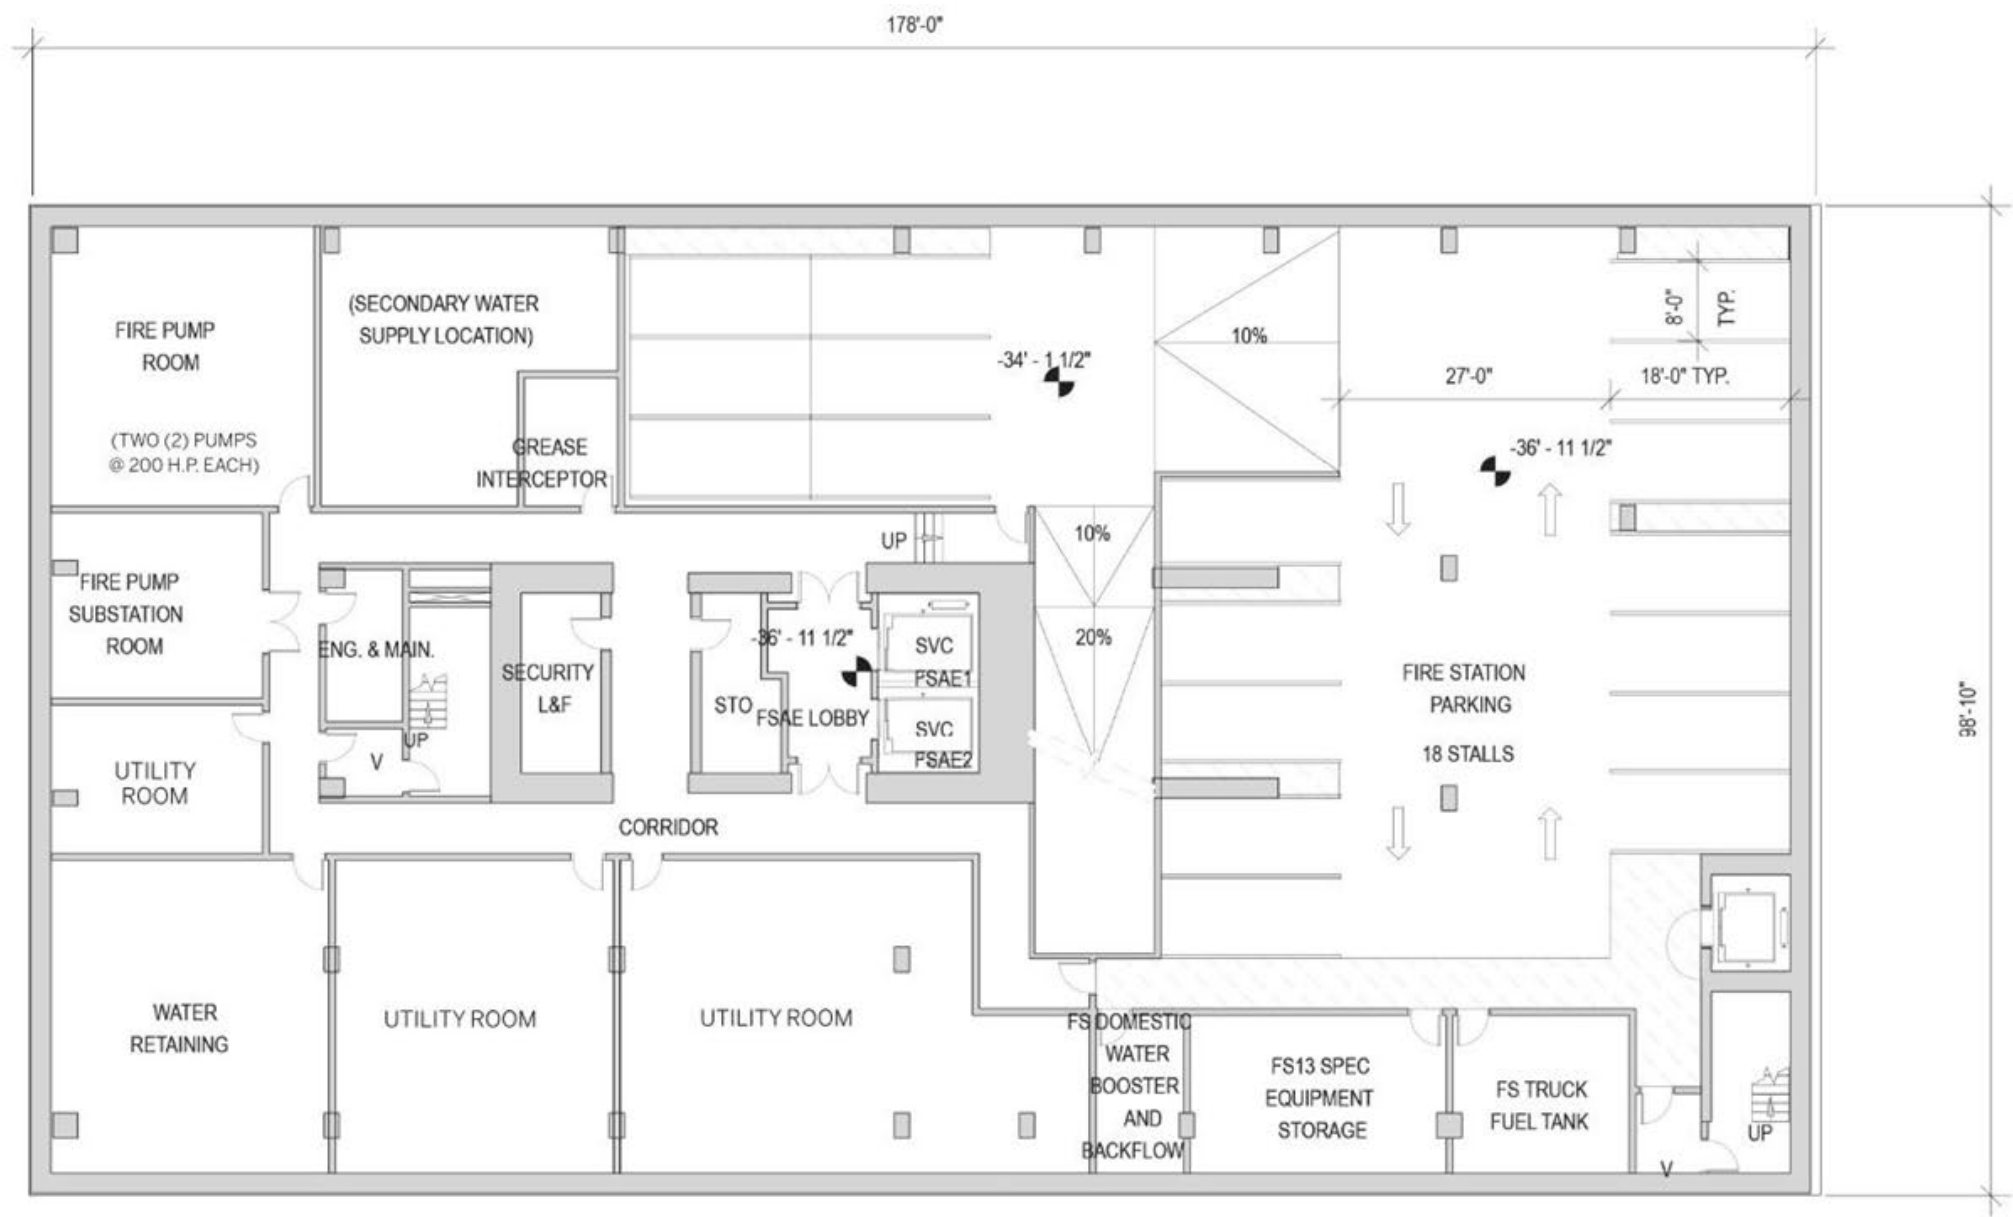 178'-0"
FIRE PUMP
ROOM
(TWO (2) PUMPS
@ 200 H.P. EACH)
(SECONDARY WATER
SUPPLY LOCATION)
GREASE
INTERCEPTOR
-34' - 1 1/2"
10%
8'-0"
TYP.
27'-0"
18'-0" TYP.
-36' - 11 1/2"
UP
10%
20%
FIRE PUMP
SUBSTATION
ROOM
ENG. & MAIN.
UP
V
SECURITY
L&F
STO
-36' - 11 1/2"
FSAE LOBBY
SVC
FSAE1
SVC
FSAE2
FIRE STATION
PARKING
18 STALLS
98'-10"
UTILITY
ROOM
CORRIDOR
WATER
RETAINING
UTILITY ROOM
UTILITY ROOM
FS DOMESTIC
WATER
BOOSTER
AND
BACKFLOW
FS13 SPEC
EQUIPMENT
STORAGE
FS TRUCK
FUEL TANK
UP
V